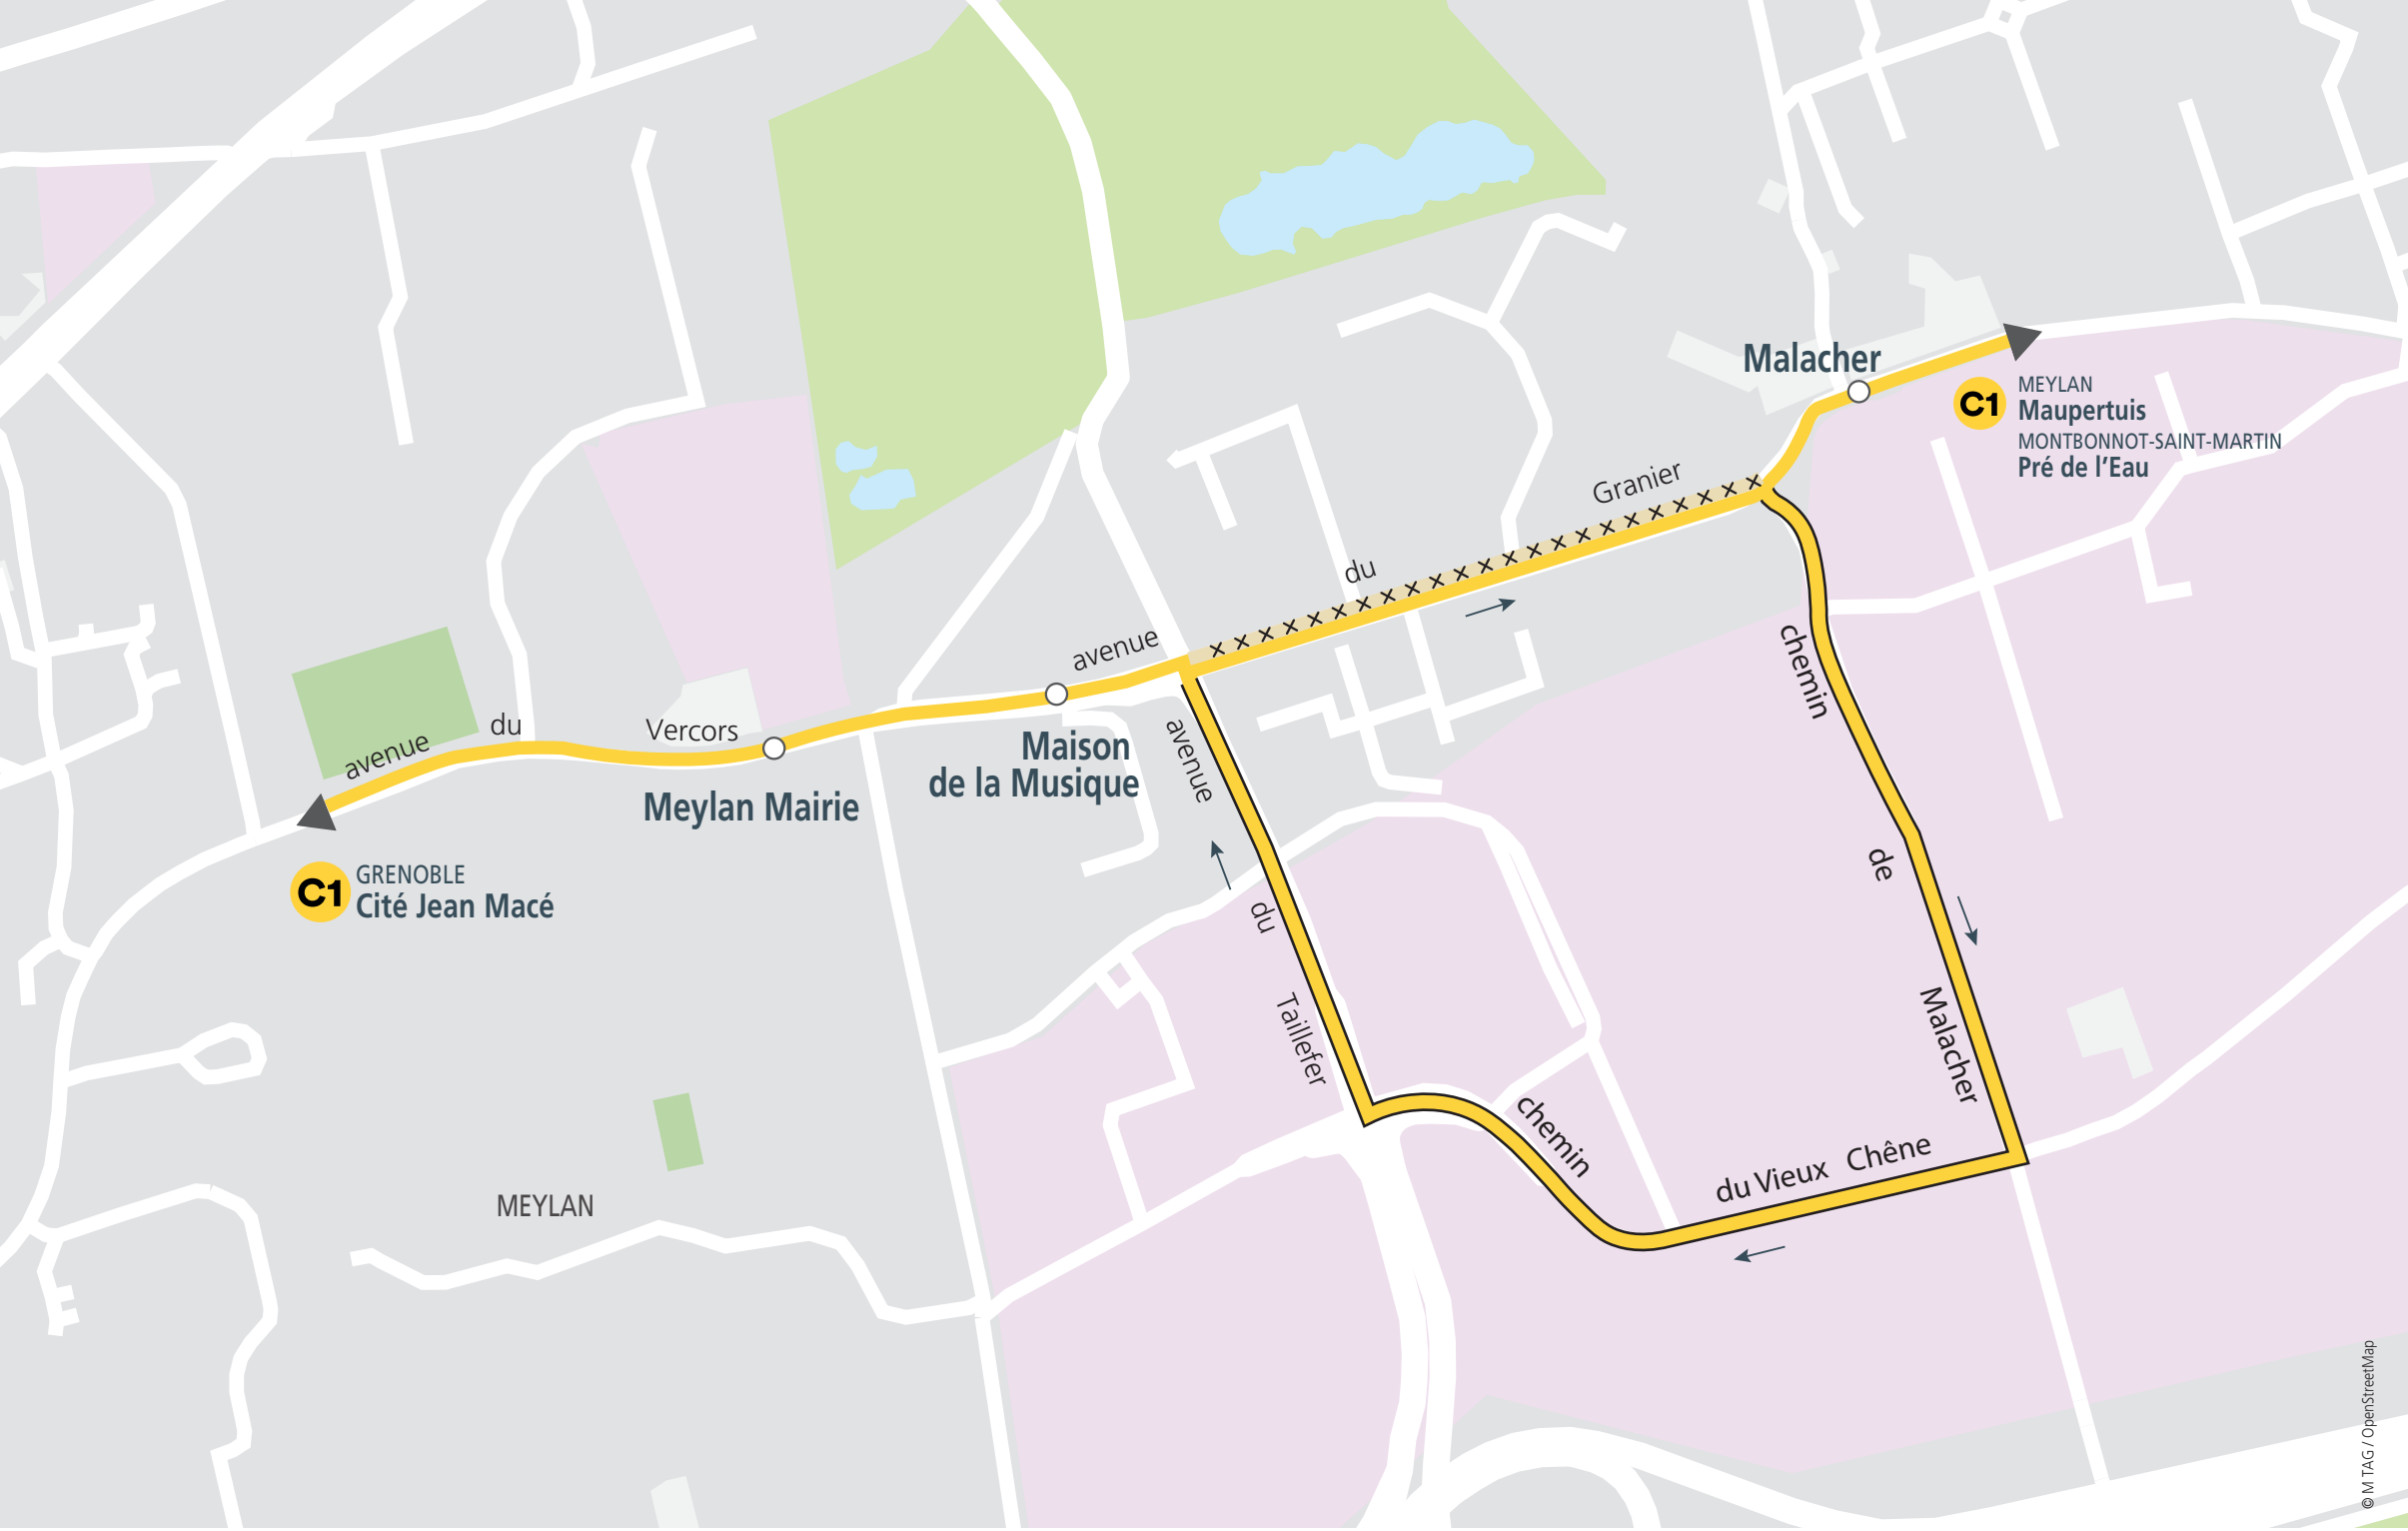 Malacher
C1
MEYLAN
Maupertuis
MONTBONNOT-SAINT-MARTIN
Pré de l'Eau
avenue du Granier
avenue du Vercors
Maison
de la Musique
Meylan Mairie
C1
GRENOBLE
Cité Jean Macé
avenue du Taillefer
chemin de Malacher
chemin du Vieux Chêne
MEYLAN
© M TAG / OpenStreetMap